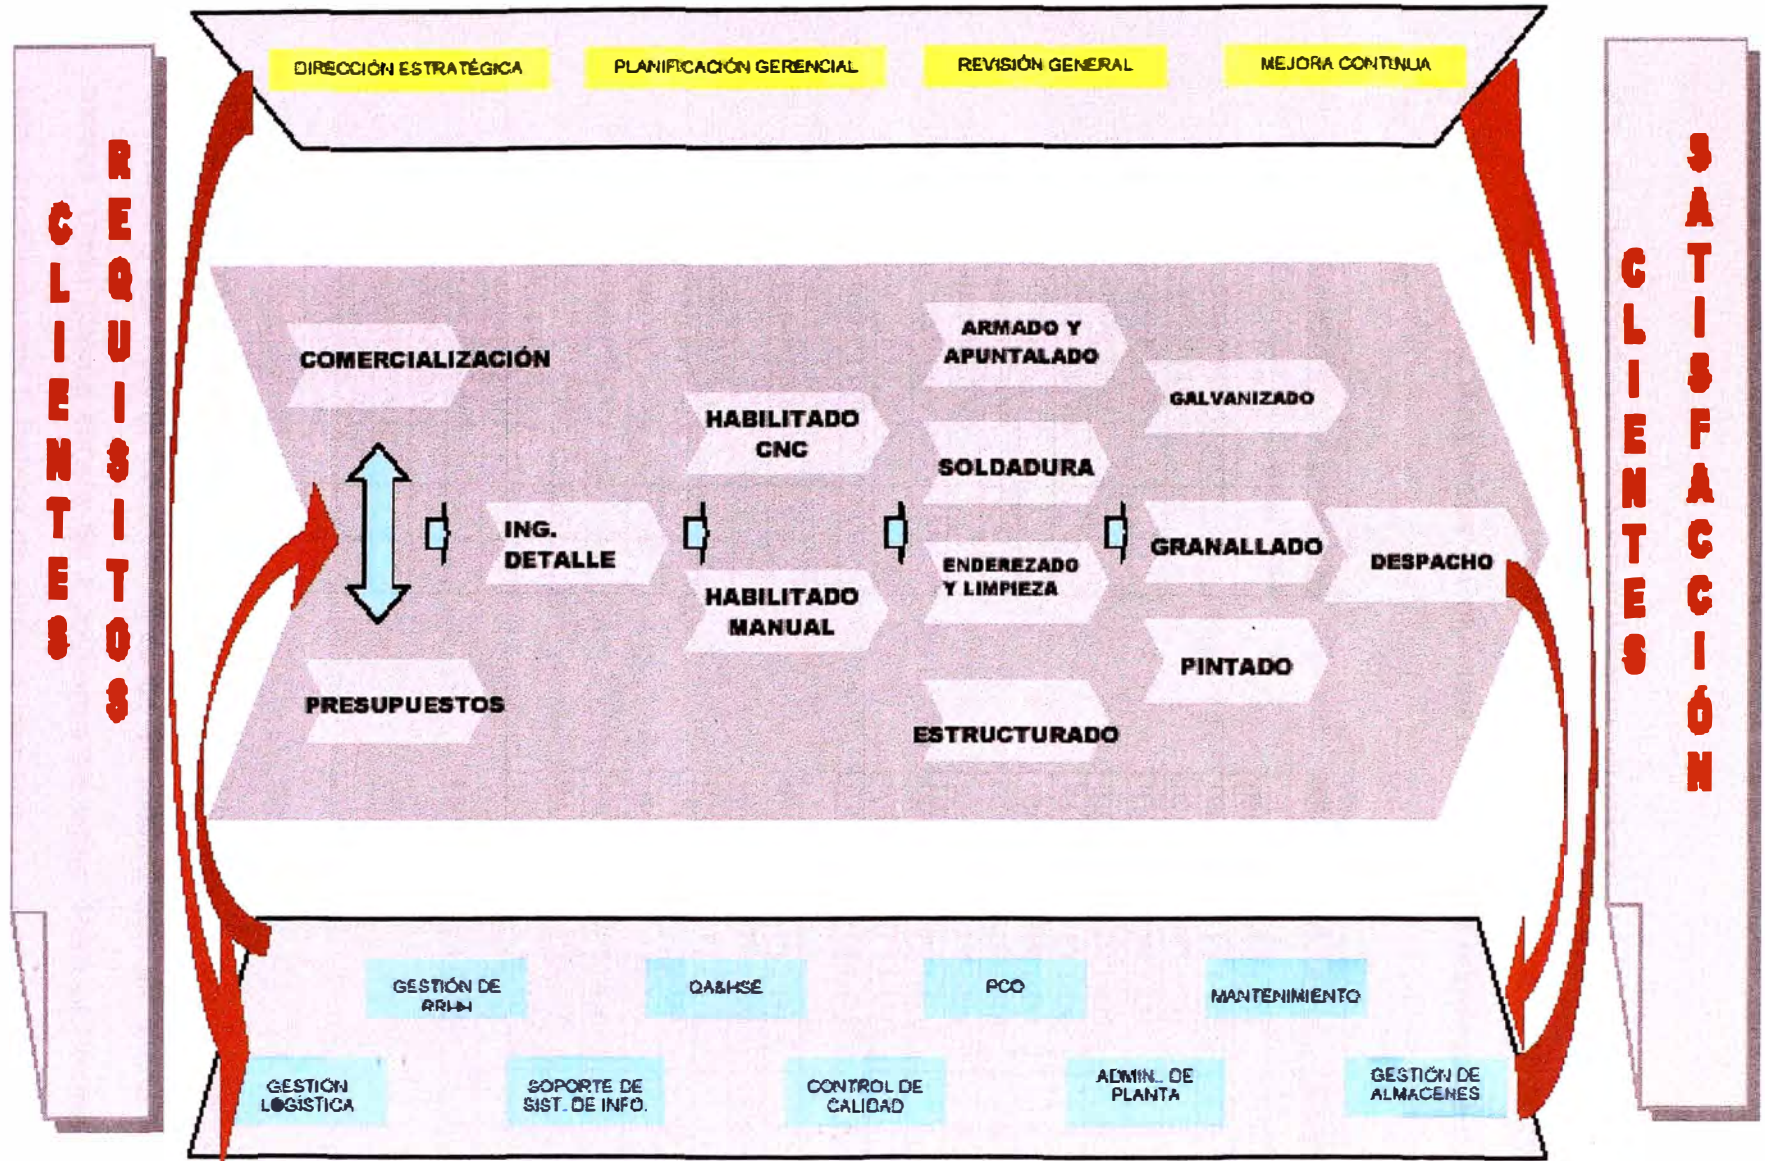 DIRECCIÓN ESTRATÉGICA
PLANIFICACIÓN GERENCIAL
REVISIÓN GENERAL
MEJORA CONTINUA
CLIENTES
REQUISITOS
COMERCIALIZACIÓN
PRESUPUESTOS
ING.
DETALLE
HABILITADO
CNC
HABILITADO
MANUAL
ARMADO Y
APUNTALADO
SOLDADURA
ENDEREZADO
Y LIMPIEZA
ESTRUCTURADO
GALVANIZADO
GRANALLADO
PINTADO
DESPACHO
CLIENTES
SATISFACCIÓN
GESTIÓN DE
RRHH
QA&HSE
PCO
MANTENIMIENTO
GESTIÓN
LOGÍSTICA
SOPORTE DE
SIST. DE INFO.
CONTROL DE
CALIDAD
ADMIN.. DE
PLANTA
GESTIÓN DE
ALMACENES